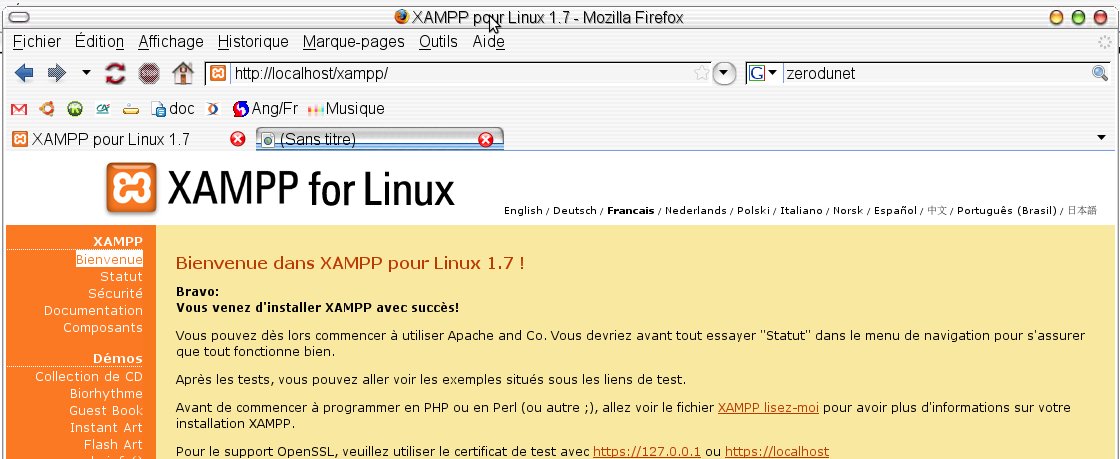 XAMPP pour Linux 1.7 - Mozilla Firefox
Fichier Édition Affichage Historique Marque-pages Outils Aide
http://localhost/xampp/ G zerodunet
doc Ang/Fr Musique
XAMPP pour Linux 1.7 (Sans titre)
XAMPP for Linux
English / Deutsch / Francais / Nederlands / Polski / Italiano / Norsk / Español / 中文 / Português (Brasil) / 日本語
XAMPP
Bienvenue
Statut
Sécurité
Documentation
Composants
Démos
Collection de CD
Biorhythme
Guest Book
Instant Art
Flash Art
Bienvenue dans XAMPP pour Linux 1.7 !
Bravo:
Vous venez d'installer XAMPP avec succès!
Vous pouvez dès lors commencer à utiliser Apache and Co. Vous devriez avant tout essayer "Statut" dans le menu de navigation pour s'assurer
que tout fonctionne bien.
Après les tests, vous pouvez aller voir les exemples situés sous les liens de test.
Avant de commencer à programmer en PHP ou en Perl (ou autre ;), allez voir le fichier XAMPP lisez-moi pour avoir plus d'informations sur votre
installation XAMPP.
Pour le support OpenSSL, veuillez utiliser le certificat de test avec https://127.0.0.1 ou https://localhost